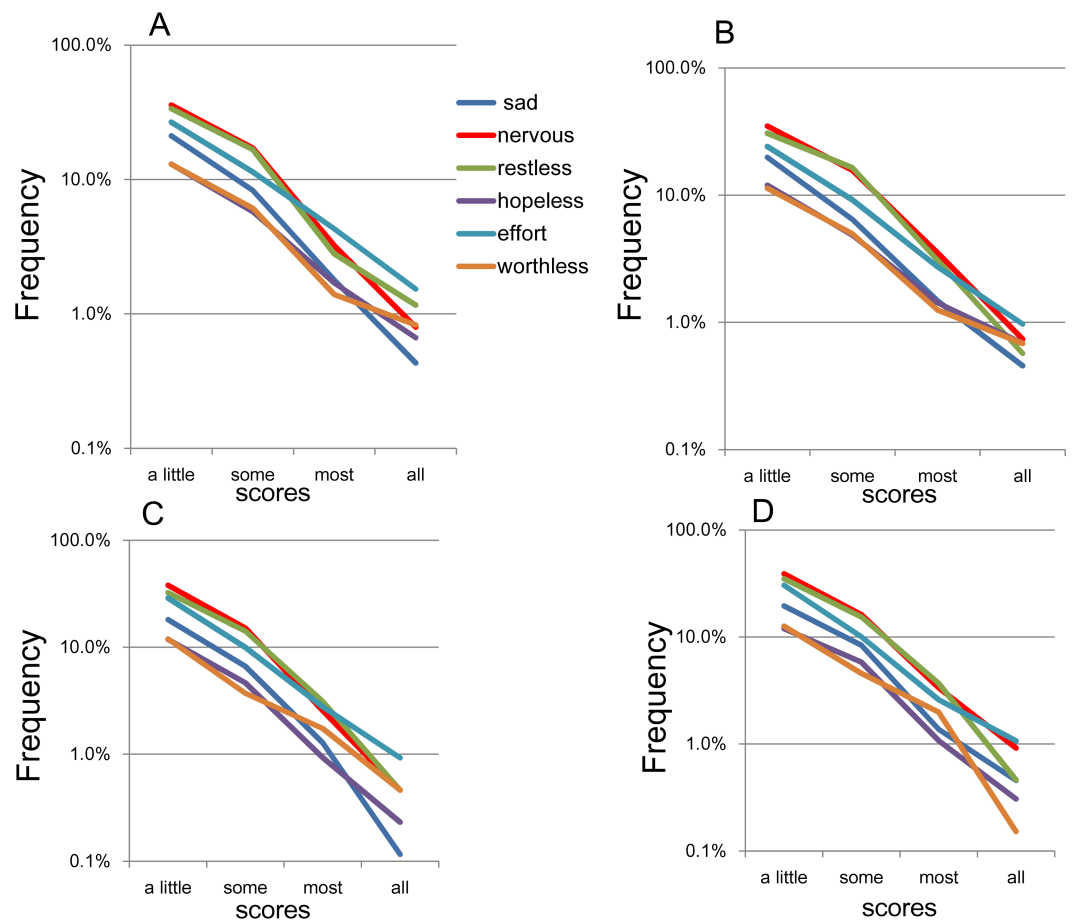 A
100.0%
10.0%
1.0%
0.1%
Frequency
a little some most all
scores
sad
nervous
restless
hopeless
effort
worthless
B
100.0%
10.0%
1.0%
0.1%
Frequency
a little some most all
scores
C
100.0%
10.0%
1.0%
0.1%
Frequency
a little some most all
scores
D
100.0%
10.0%
1.0%
0.1%
Frequency
a little some most all
scores